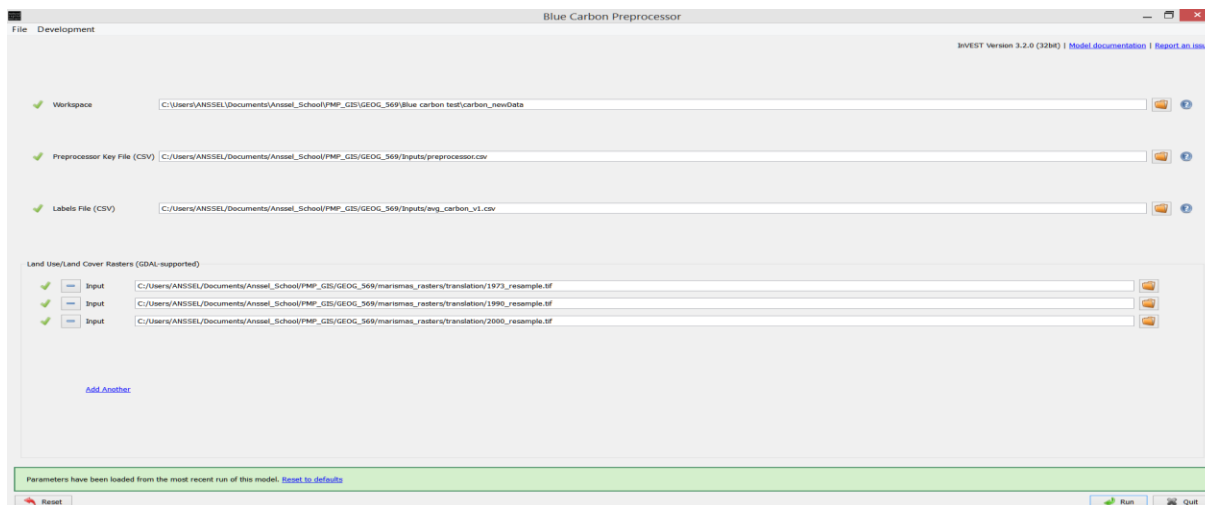 Blue Carbon Preprocessor
File Development
InVEST Version 3.2.0 (32bit) | Model documentation | Report an issu
Workspace C:\Users\ANSSEL\Documents\Anssel_School\PMP_GIS\GEOG_569\Blue carbon test\carbon_newData
Preprocessor Key File (CSV) C:/Users/ANSSEL/Documents/Anssel_School/PMP_GIS/GEOG_569/Inputs/preprocessor.csv
Labels File (CSV) C:/Users/ANSSEL/Documents/Anssel_School/PMP_GIS/GEOG_569/Inputs/avg_carbon_v1.csv
Land Use/Land Cover Rasters (GDAL-supported)
Input C:/Users/ANSSEL/Documents/Anssel_School/PMP_GIS/GEOG_569/marismas_rasters/translation/1973_resample.tif
Input C:/Users/ANSSEL/Documents/Anssel_School/PMP_GIS/GEOG_569/marismas_rasters/translation/1990_resample.tif
Input C:/Users/ANSSEL/Documents/Anssel_School/PMP_GIS/GEOG_569/marismas_rasters/translation/2000_resample.tif
Add Another
Parameters have been loaded from the most recent run of this model. Reset to defaults
Reset Run Quit